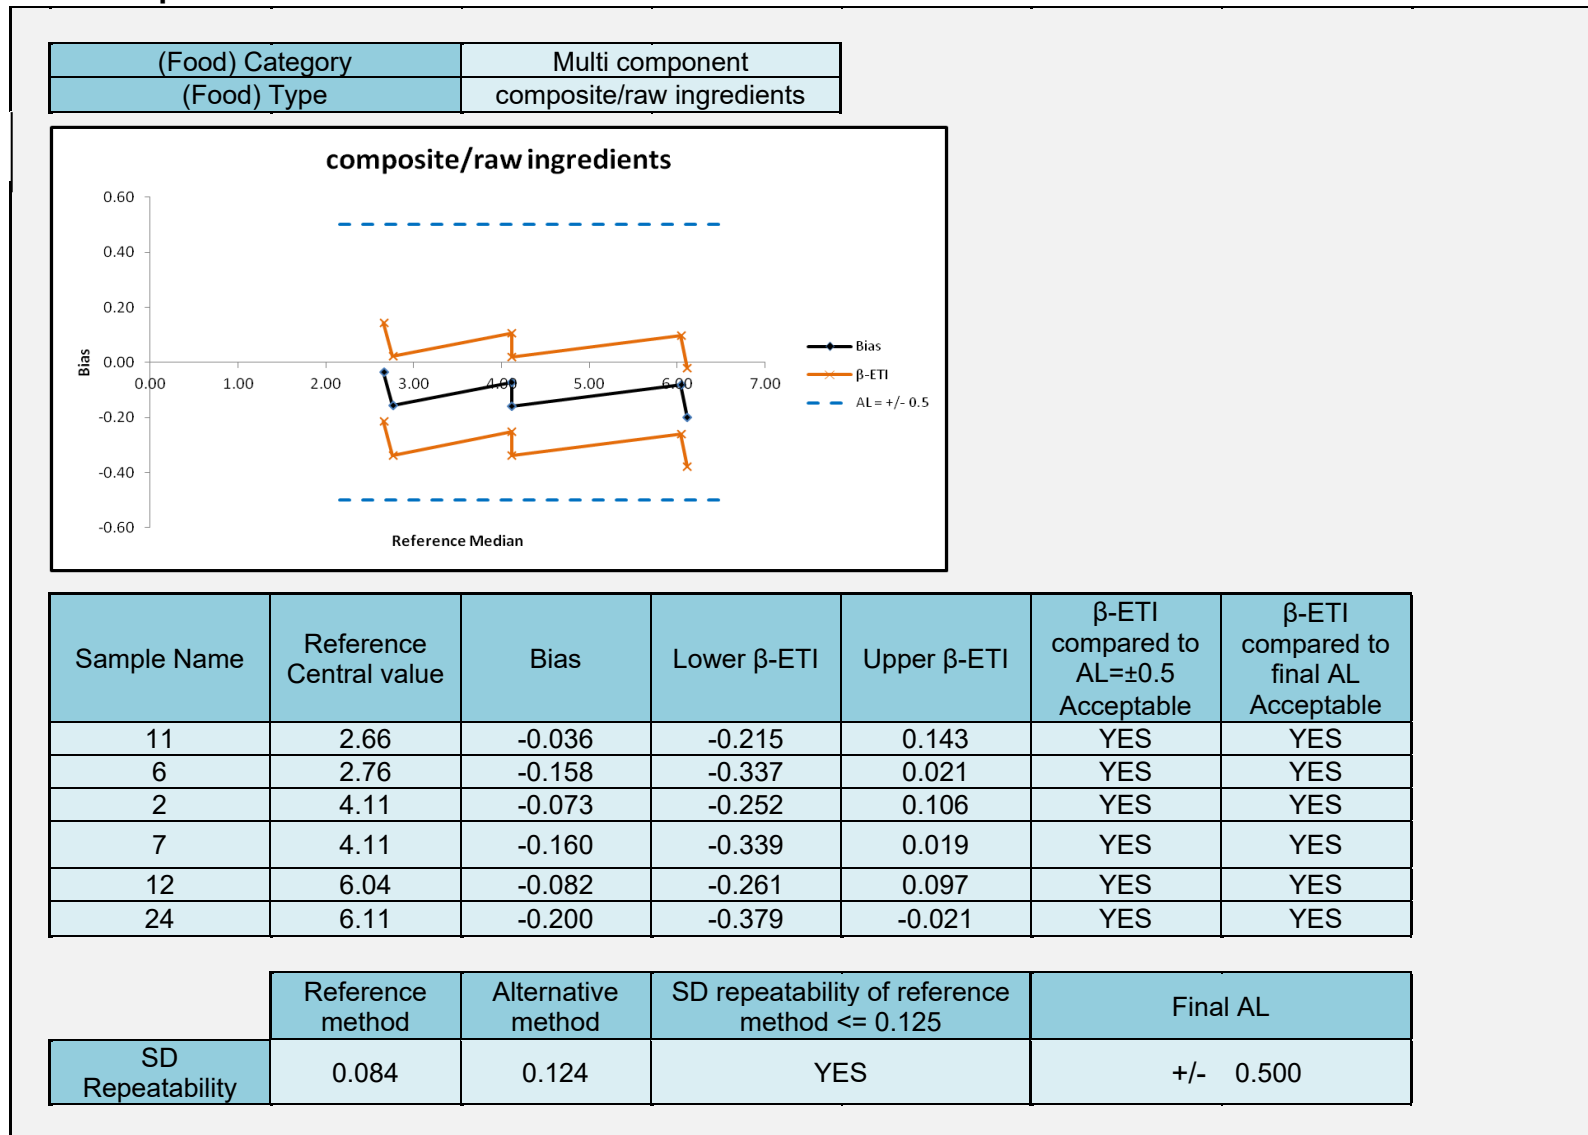 (Food) Category Multi component
(Food) Type composite/raw ingredients
composite/raw ingredients
0.60
0.40
0.20
0.00
-0.20
-0.40
-0.60
Bias
0.00 1.00 2.00 3.00 4.00 5.00 6.00 7.00
Reference Median
Bias
β-ETI
AL = +/- 0.5
Sample Name Reference Central value Bias Lower β-ETI Upper β-ETI β-ETI compared to AL=±0.5 Acceptable β-ETI compared to final AL Acceptable
11 2.66 -0.036 -0.215 0.143 YES YES
6 2.76 -0.158 -0.337 0.021 YES YES
2 4.11 -0.073 -0.252 0.106 YES YES
7 4.11 -0.160 -0.339 0.019 YES YES
12 6.04 -0.082 -0.261 0.097 YES YES
24 6.11 -0.200 -0.379 -0.021 YES YES
Reference method Alternative method SD repeatability of reference method <= 0.125 Final AL
SD Repeatability 0.084 0.124 YES +/- 0.500